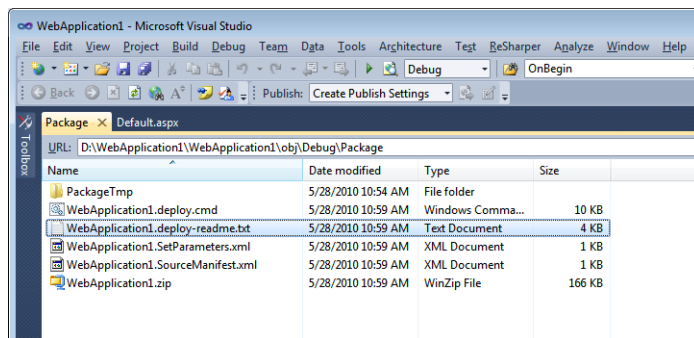 WebApplication1 - Microsoft Visual Studio
File Edit View Project Build Debug Team Data Tools Architecture Test ReSharper Analyze Window Help
Debug OnBegin
Back A Publish: Create Publish Settings
Toolbox
Package Default.aspx
URL: D:\WebApplication1\WebApplication1\obj\Debug\Package
Name Date modified Type Size
PackageTmp 5/28/2010 10:54 AM File folder
WebApplication1.deploy.cmd 5/28/2010 10:59 AM Windows Comma... 10 KB
WebApplication1.deploy-readme.txt 5/28/2010 10:59 AM Text Document 4 KB
WebApplication1.SetParameters.xml 5/28/2010 10:59 AM XML Document 1 KB
WebApplication1.SourceManifest.xml 5/28/2010 10:59 AM XML Document 1 KB
WebApplication1.zip 5/28/2010 10:59 AM WinZip File 166 KB